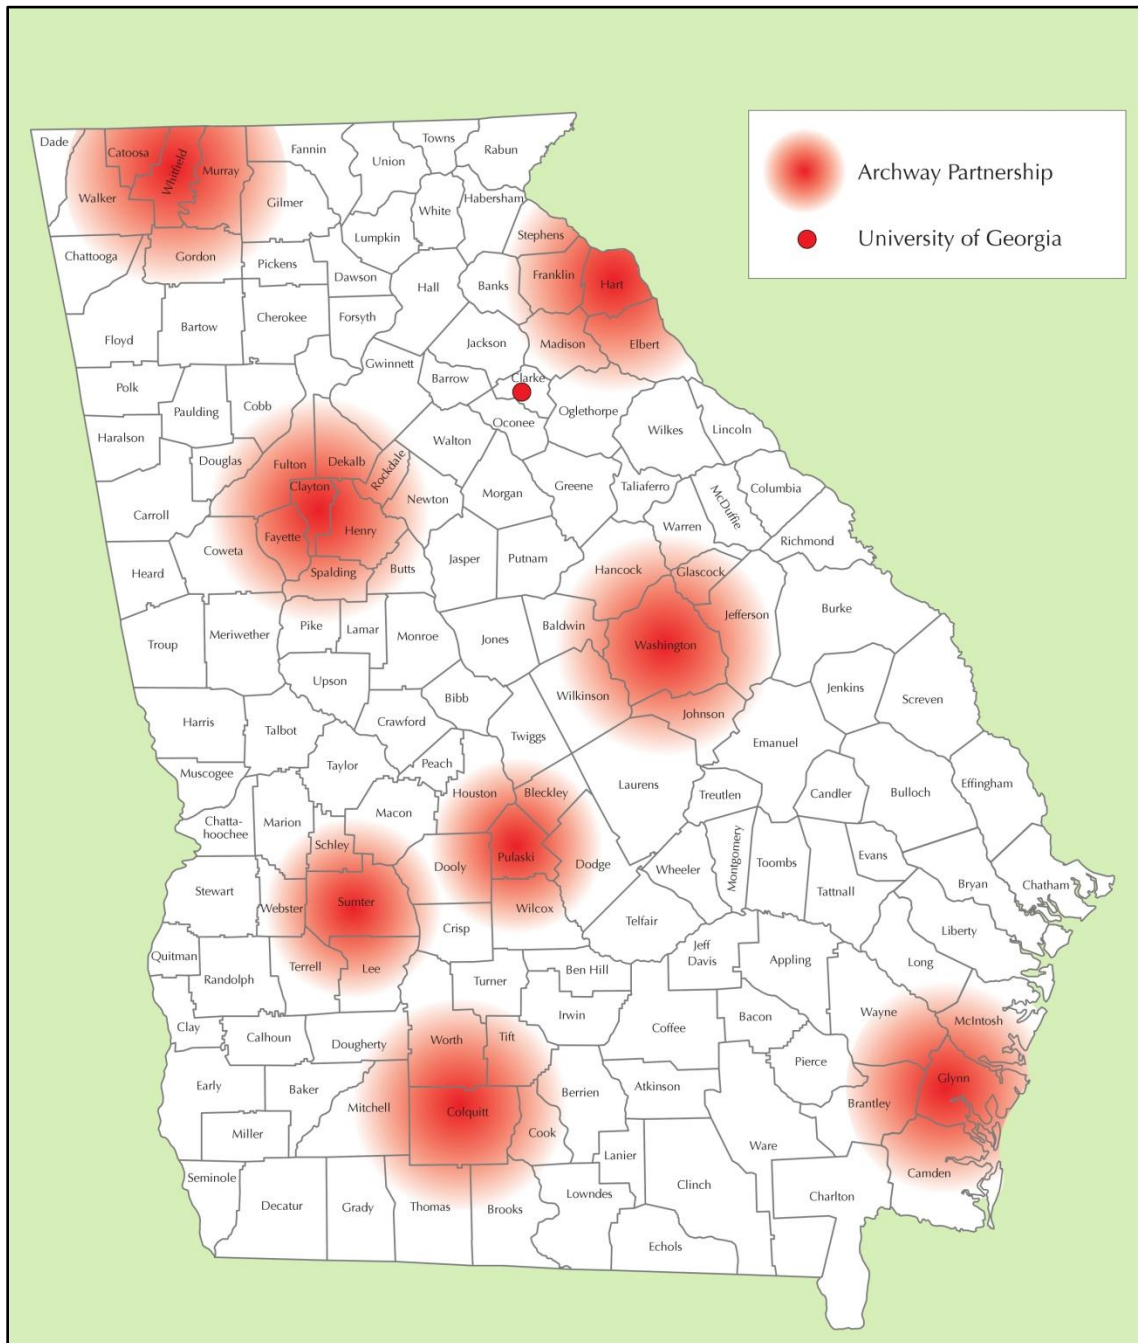 Archway Partnership
University of Georgia
Dade
Catoosa
Whitfield
Murray
Fannin
Union
Towns
Rabun
Walker
Gilmer
White
Habersham
Lumpkin
Stephens
Chattooga
Gordon
Pickens
Dawson
Hall
Banks
Franklin
Hart
Floyd
Bartow
Cherokee
Forsyth
Jackson
Madison
Elbert
Gwinnett
Barrow
Clarke
Polk
Paulding
Cobb
Oconee
Oglethorpe
Wilkes
Lincoln
Haralson
Douglas
Fulton
Dekalb
Rockdale
Walton
Clayton
Newton
Morgan
Greene
Taliaferro
McDuffie
Columbia
Carroll
Coweta
Fayette
Henry
Warren
Richmond
Heard
Spalding
Butts
Jasper
Putnam
Hancock
Glascock
Jefferson
Burke
Troup
Meriwether
Pike
Lamar
Monroe
Jones
Baldwin
Washington
Upson
Bibb
Wilkinson
Johnson
Jenkins
Screven
Harris
Talbot
Crawford
Twiggs
Emanuel
Taylor
Peach
Muscogee
Houston
Bleckley
Laurens
Treutlen
Candler
Bulloch
Effingham
Chatta-
hoochee
Marion
Macon
Schley
Dooly
Pulaski
Dodge
Wheeler
Montgomery
Toombs
Evans
Tattnall
Bryan
Chatham
Stewart
Webster
Sumter
Crisp
Wilcox
Telfair
Liberty
Quitman
Randolph
Terrell
Lee
Turner
Ben Hill
Jeff
Davis
Appling
Long
Clay
Calhoun
Dougherty
Worth
Tift
Irwin
Coffee
Bacon
Wayne
McIntosh
Early
Baker
Mitchell
Colquitt
Berrien
Atkinson
Pierce
Brantley
Glynn
Miller
Cook
Lanier
Ware
Camden
Seminole
Decatur
Grady
Thomas
Brooks
Lowndes
Clinch
Charlton
Echols